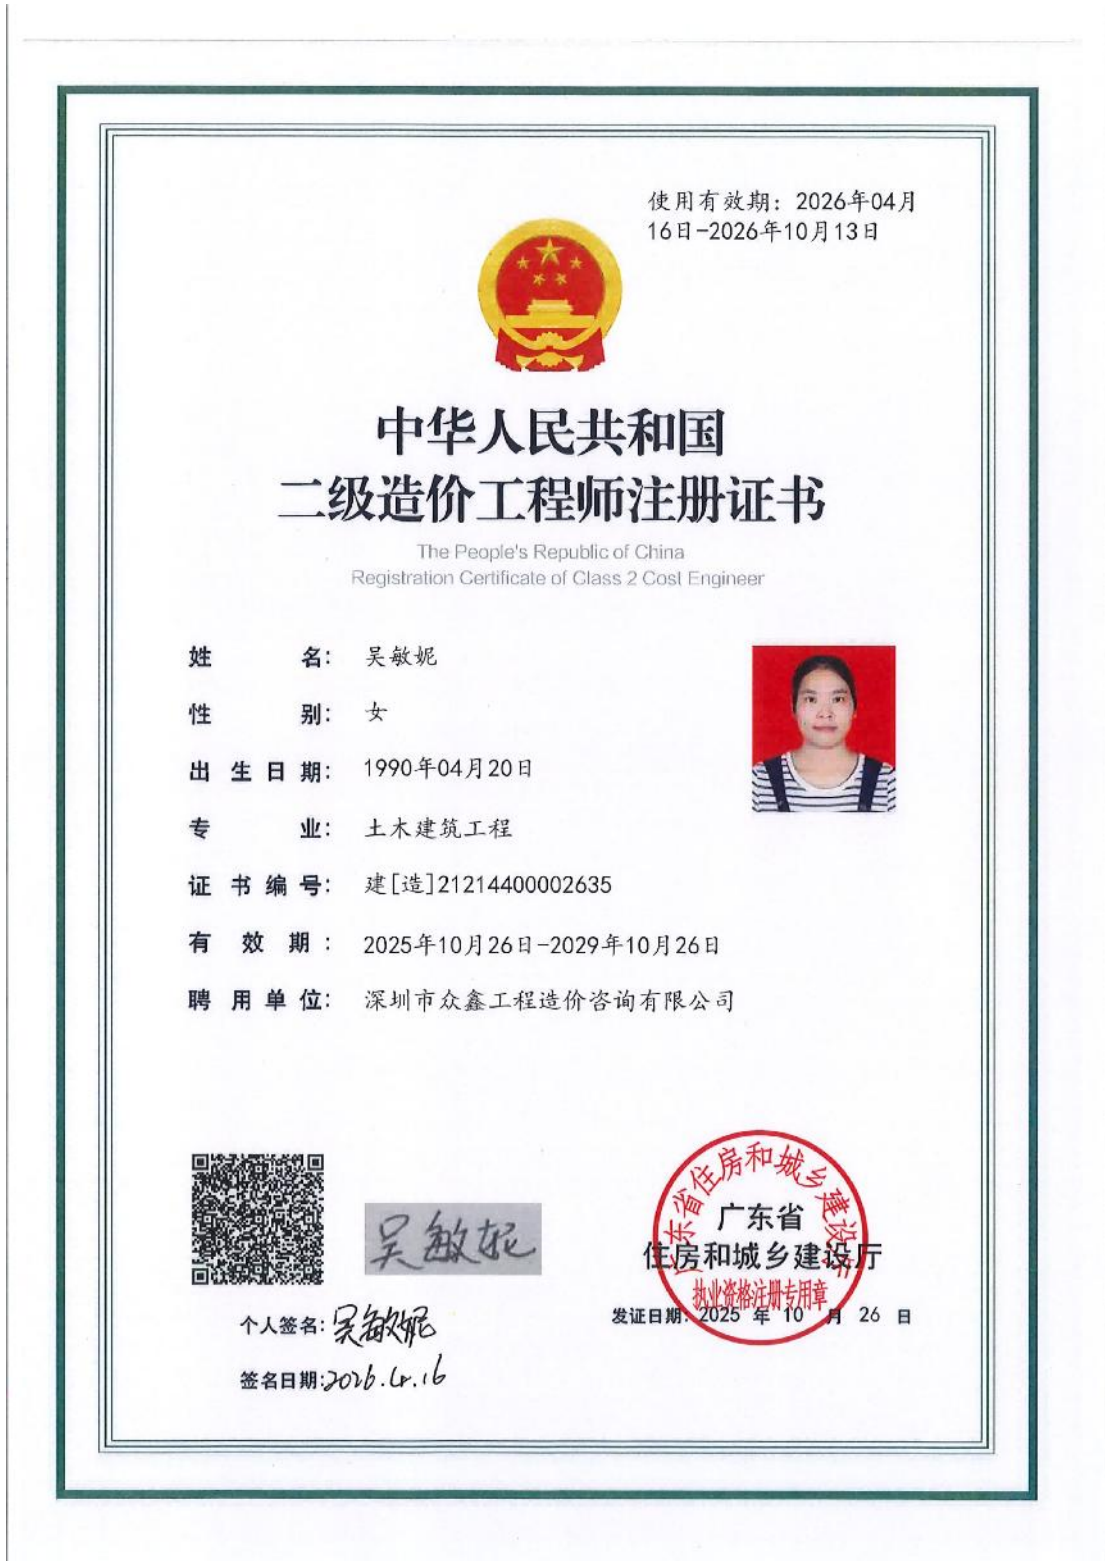 使用有效期：2026年04月
16日-2026年10月13日
中华人民共和国
二级造价工程师注册证书
The People's Republic of China
Registration Certificate of Class 2 Cost Engineer
姓 名： 吴敏妮
性 别： 女
出生日期： 1990年04月20日
专 业： 土木建筑工程
证书编号： 建[造]21214400002635
有效期： 2025年10月26日-2029年10月26日
聘用单位： 深圳市众鑫工程造价咨询有限公司
吴敏妮
个人签名：吴敏妮
签名日期：2026.4.16
广东省住房和城乡建设厅
广东省
住房和城乡建设厅
执业资格注册专用章
发证日期：2025 年 10 月 26 日